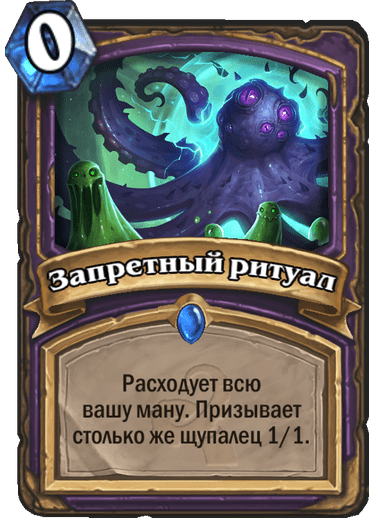 0
Запретный ритуал
Расходует всю
вашу ману. Призывает
столько же щупалец 1/1.